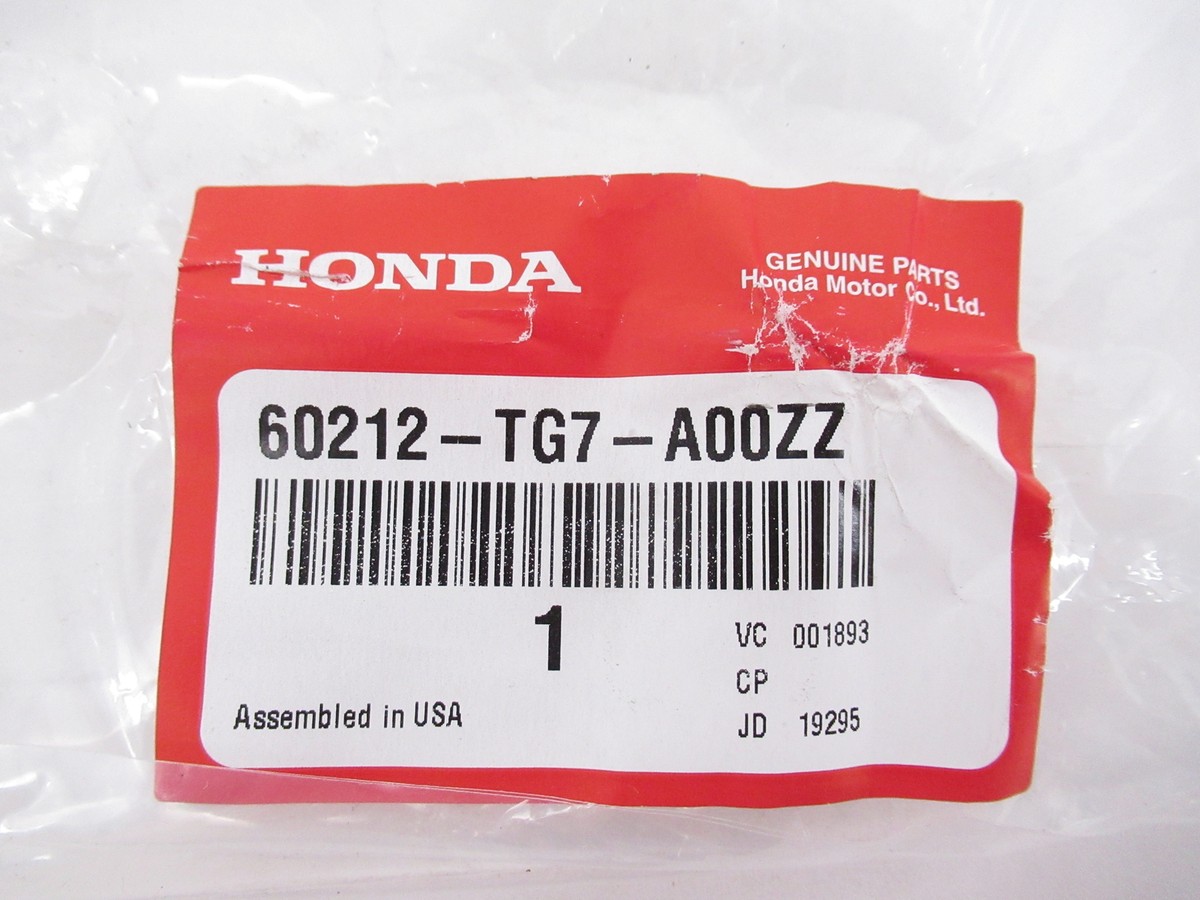 HONDA
GENUINE PARTS
Honda Motor Co., Ltd.
60212-TG7-A00ZZ
1
VC 001893
CP
Assembled in USA
JD 19295